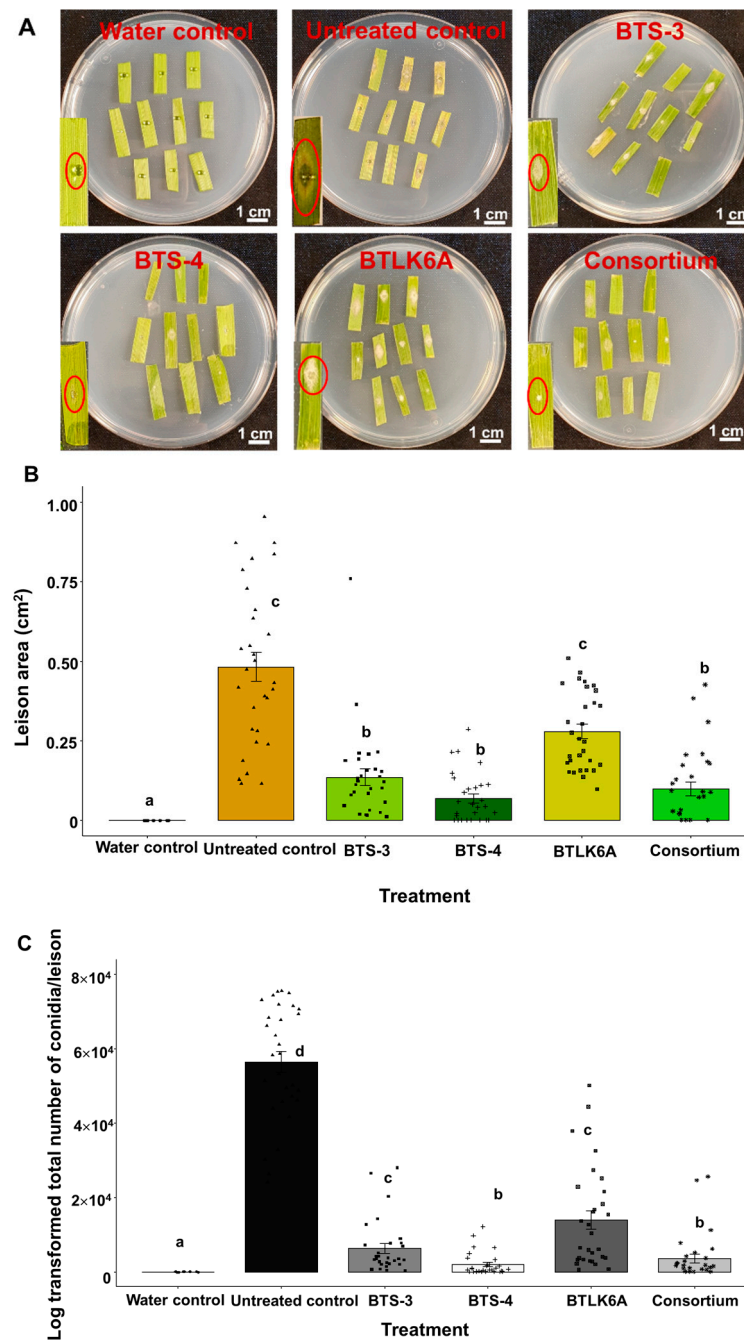 A
Water control
Untreated control
BTS-3
1 cm
1 cm
1 cm
BTS-4
BTLK6A
Consortium
1 cm
1 cm
1 cm
B
Leison area (cm²)
1.00
0.75
0.50
0.25
0
a
c
b
b
c
b
Water control
Untreated control
BTS-3
BTS-4
BTLK6A
Consortium
Treatment
C
Log transformed total number of conidia/leison
8×10⁴
6×10⁴
4×10⁴
2×10⁴
0
a
d
c
b
c
b
Water control
Untreated control
BTS-3
BTS-4
BTLK6A
Consortium
Treatment